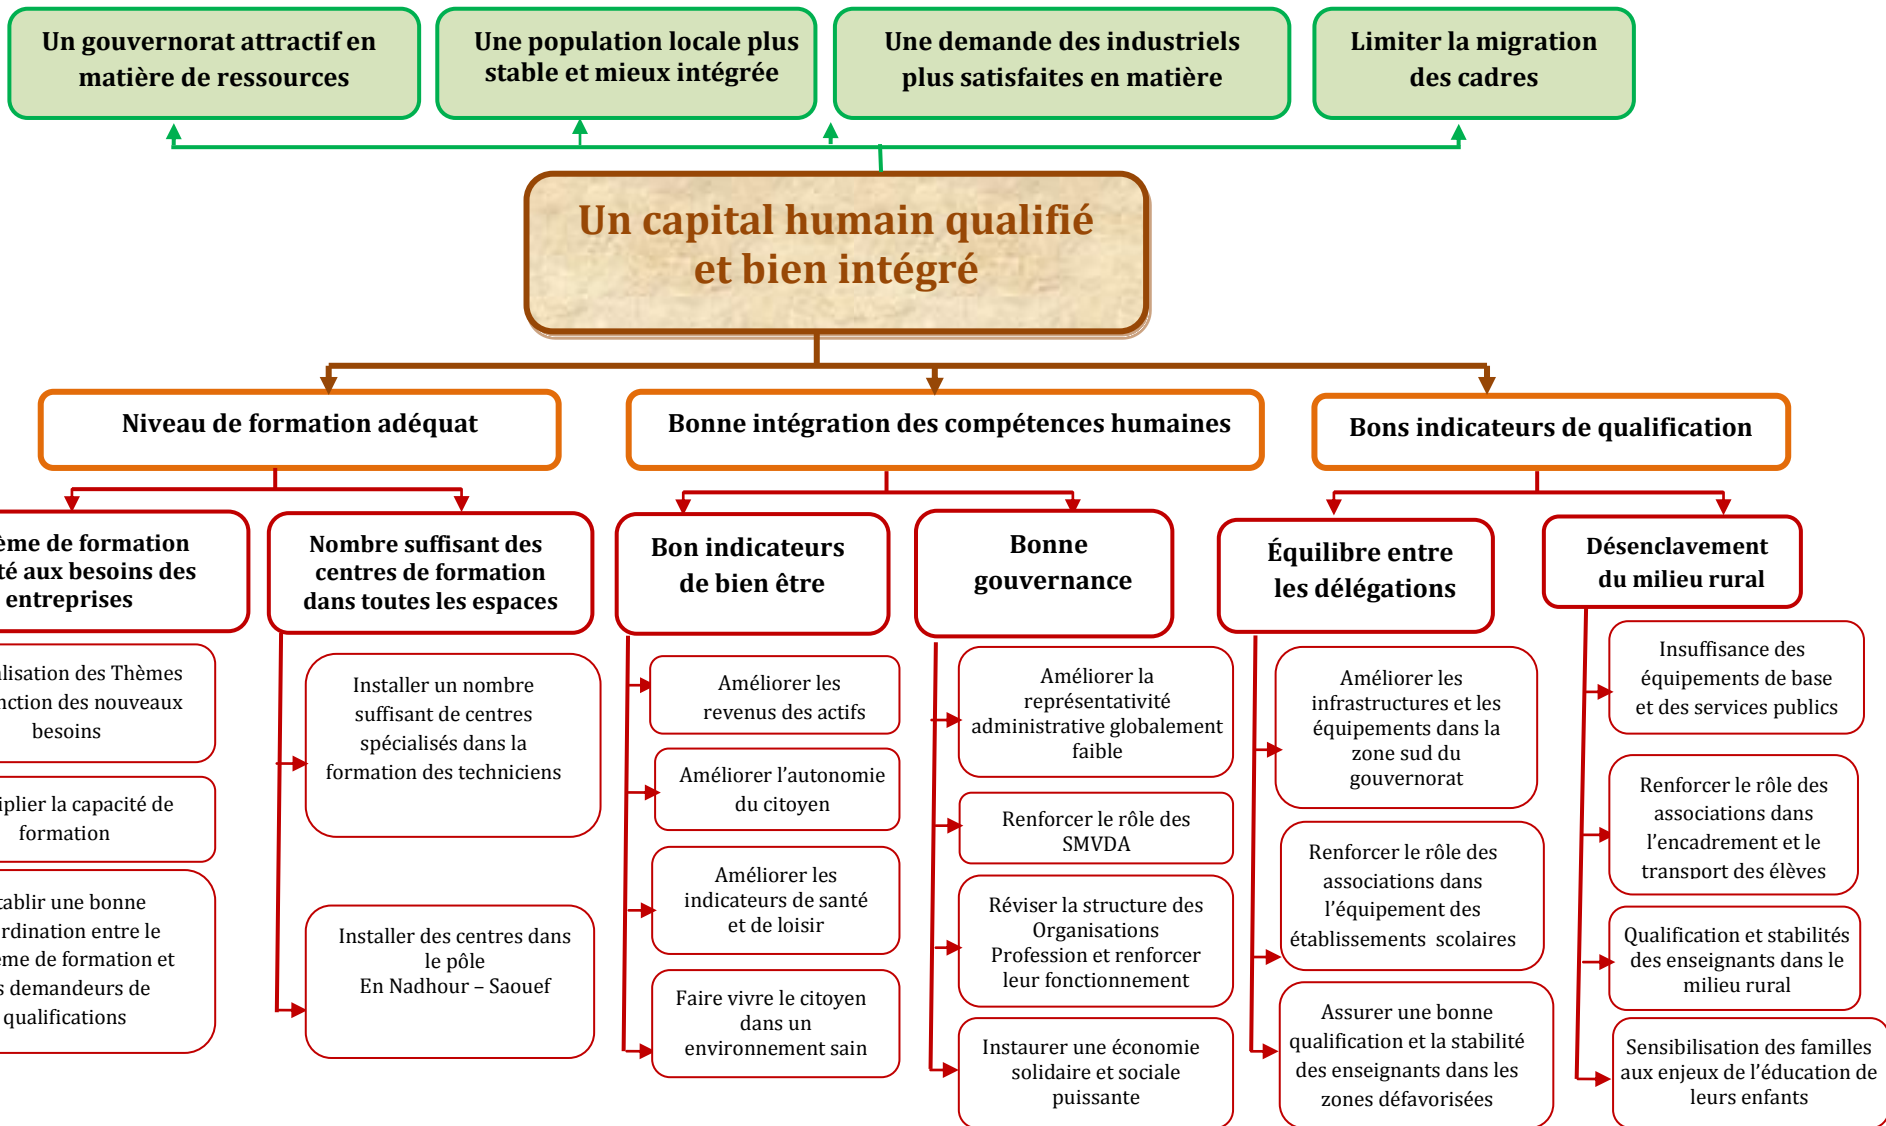 Un gouvernorat attractif en
matière de ressources
Une population locale plus
stable et mieux intégrée
Une demande des industriels
plus satisfaites en matière
Limiter la migration
des cadres
Un capital humain qualifié
et bien intégré
Niveau de formation adéquat
Bonne intégration des compétences humaines
Bons indicateurs de qualification
ème de formation
té aux besoins des
entreprises
Nombre suffisant des
centres de formation
dans toutes les espaces
Bon indicateurs
de bien être
Bonne
gouvernance
Équilibre entre
les délégations
Désenclavement
du milieu rural
lisation des Thèmes
nction des nouveaux
besoins
iplier la capacité de
formation
tablir une bonne
rdination entre le
ème de formation et
s demandeurs de
qualifications
Installer un nombre
suffisant de centres
spécialisés dans la
formation des techniciens
Installer des centres dans
le pôle
En Nadhour – Saouef
Améliorer les
revenus des actifs
Améliorer l’autonomie
du citoyen
Améliorer les
indicateurs de santé
et de loisir
Faire vivre le citoyen
dans un
environnement sain
Améliorer la
représentativité
administrative globalement
faible
Renforcer le rôle des
SMVDA
Réviser la structure des
Organisations
Profession et renforcer
leur fonctionnement
Instaurer une économie
solidaire et sociale
puissante
Améliorer les
infrastructures et les
équipements dans la
zone sud du
gouvernorat
Renforcer le rôle des
associations dans
l’équipement des
établissements scolaires
Assurer une bonne
qualification et la stabilité
des enseignants dans les
zones défavorisées
Insuffisance des
équipements de base
et des services publics
Renforcer le rôle des
associations dans
l’encadrement et le
transport des élèves
Qualification et stabilités
des enseignants dans le
milieu rural
Sensibilisation des familles
aux enjeux de l’éducation de
leurs enfants